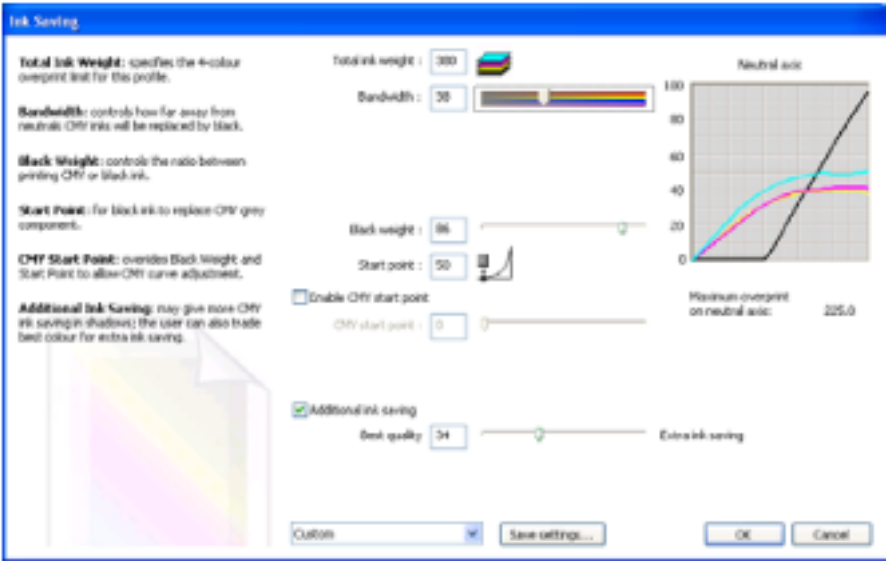 Ink Saving
Total Ink Weight: specifies the 4-colour
overprint limit for this profile.
Bandwidth: controls how far away from
neutrals CMY inks will be replaced by black.
Black Weight: controls the ratio between
printing CMY or black ink.
Start Point: for black ink to replace CMY grey
component.
CMY Start Point: overides Black Weight and
Start Point to allow CMY curve adjustment.
Additional Ink Saving: may give more CMY
ink saving in shadows; the user can also trade
best colour for extra ink saving.
Total ink weight : 380
Bandwidth : 38
Black weight : 86
Start point : 50
Enable CMY start point
CMY start point : 0
Additional ink saving
Best quality 34 Extra ink saving
Neutral axis
100
80
60
40
20
0
Maximum overprint
on neutral axis: 225.0
Custom Save settings... OK Cancel